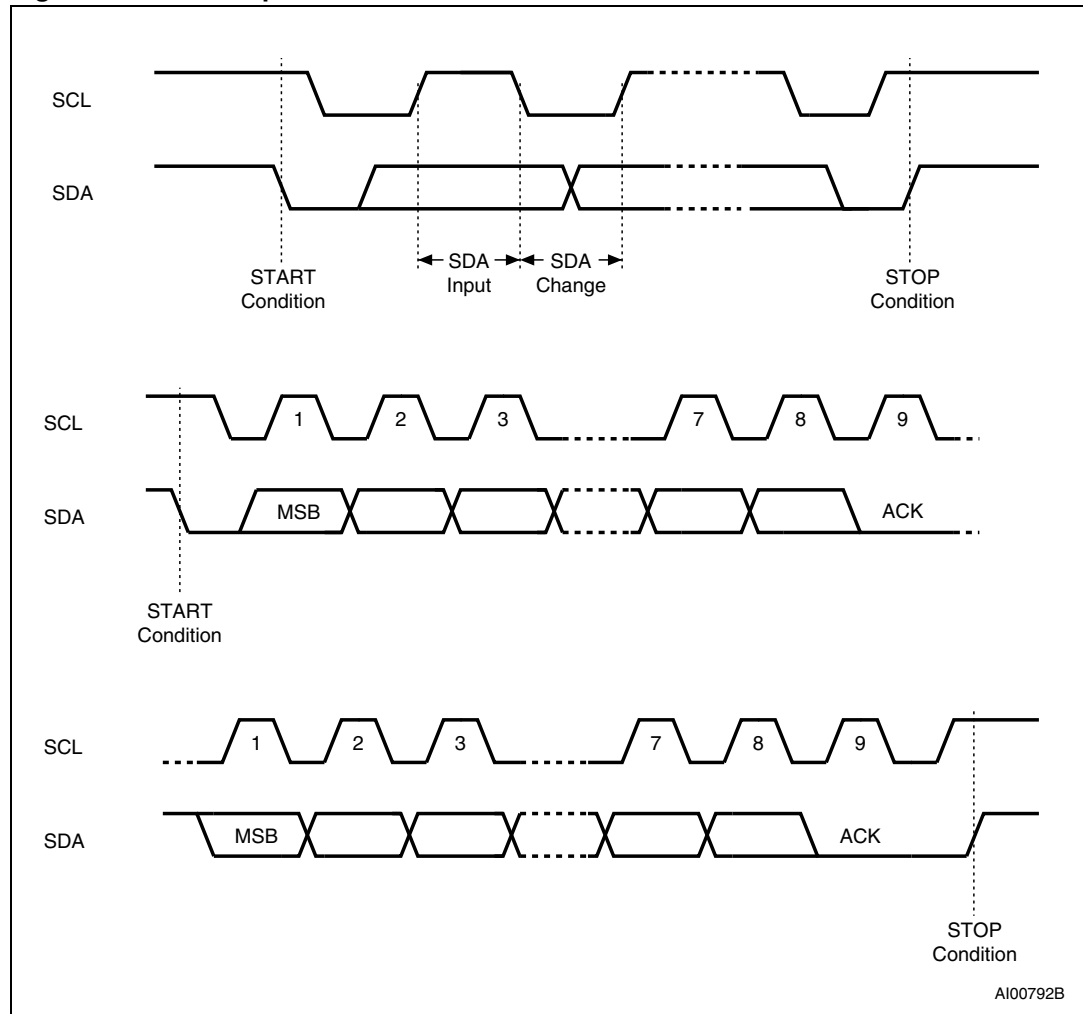 SCL
SDA
SDA
Input
SDA
Change
START
Condition
STOP
Condition
SCL
1 2 3 7 8 9
SDA
MSB
ACK
START
Condition
SCL
1 2 3 7 8 9
SDA
MSB
ACK
STOP
Condition
AI00792B